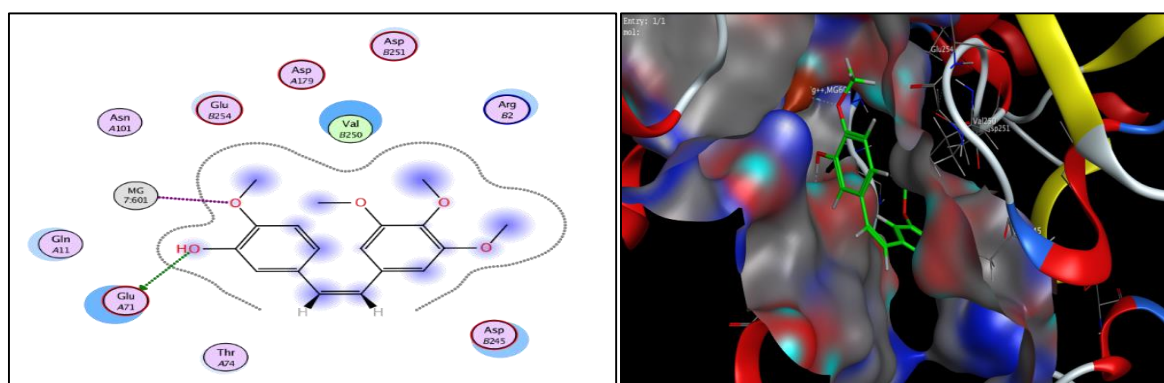 Asp
B251
Asp
A179
Glu
B254
Arg
B2
Asn
A101
Val
B250
MG
7:601
O
O
O
O
Gln
A11
HO
Glu
A71
H
H
Asp
B245
Thr
A74
Entry: 1/1
mol:
Glu254
g++,MG60